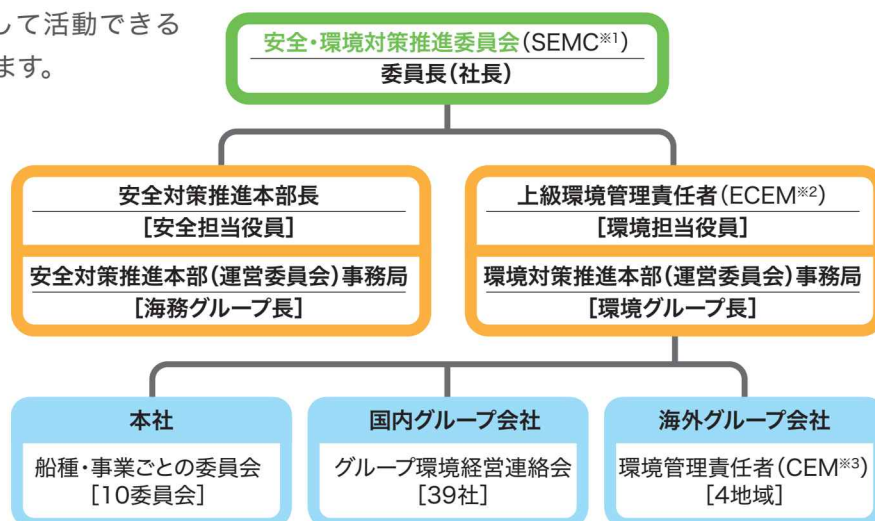 して活動できる
ます。
安全・環境対策推進委員会(SEMC※1)
委員長(社長)
安全対策推進本部長
[安全担当役員]
安全対策推進本部(運営委員会)事務局
[海務グループ長]
上級環境管理責任者(ECEM※2)
[環境担当役員]
環境対策推進本部(運営委員会)事務局
[環境グループ長]
本社
船種・事業ごとの委員会
[10委員会]
国内グループ会社
グループ環境経営連絡会
[39社]
海外グループ会社
環境管理責任者(CEM※3)
[4地域]